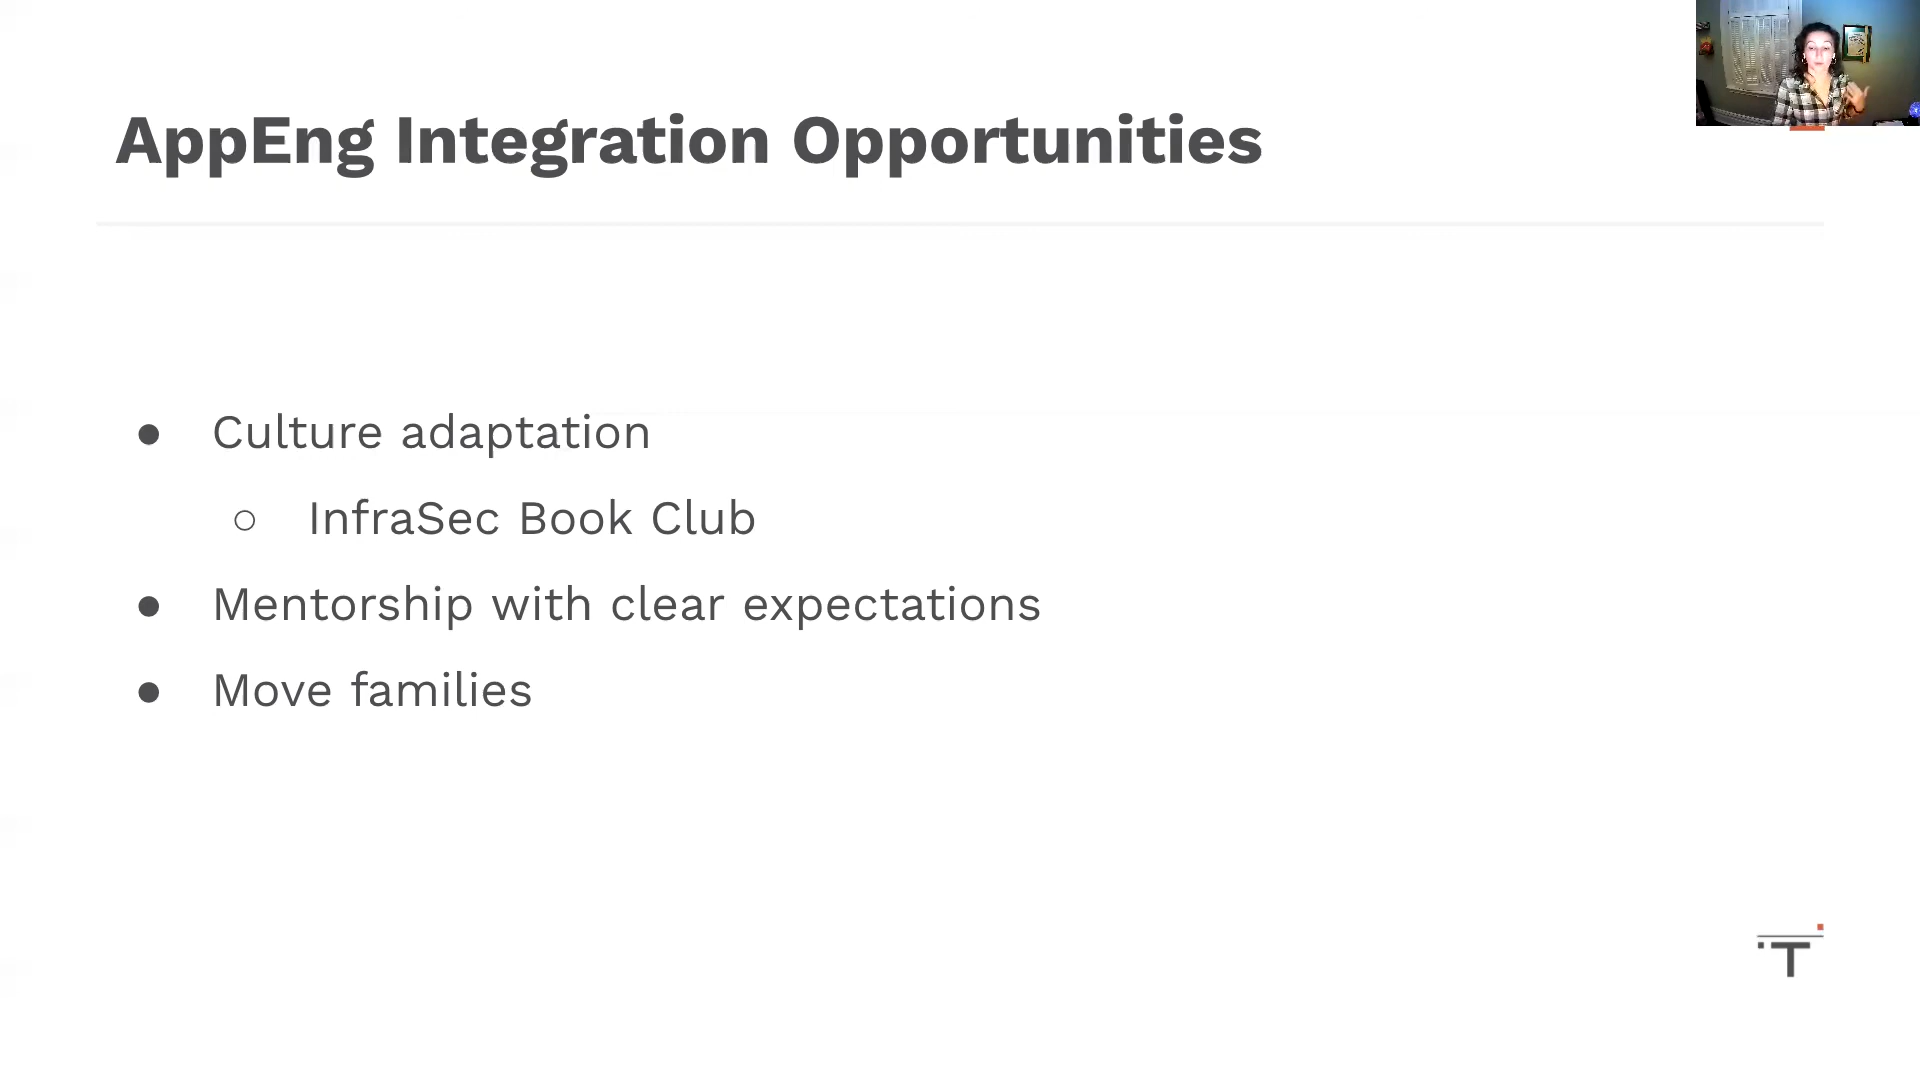 AppEng Integration Opportunities
● Culture adaptation
○ InfraSec Book Club
● Mentorship with clear expectations
● Move families
T